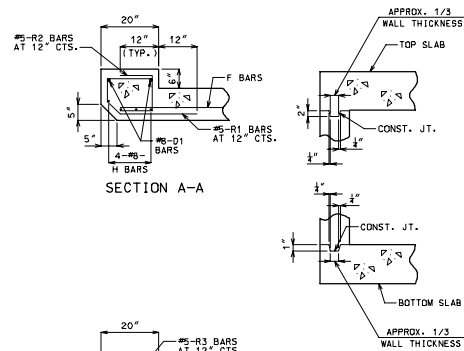 20"
#5-R2 BARS
AT 12" CTS.
12"
(TYP.)
12"
6"
F BARS
5"
5"
#5-R1 BARS
AT 12" CTS.
#8-D1
BARS
4-#8-
H BARS
SECTION A-A
APPROX. 1/3
WALL THICKNESS
TOP SLAB
2"
CONST. JT.
¼"
¼"
¼"
¼"
CONST. JT.
1"
BOTTOM SLAB
APPROX. 1/3
WALL THICKNESS
20"
#5-R3 BARS
AT 12" CTS.